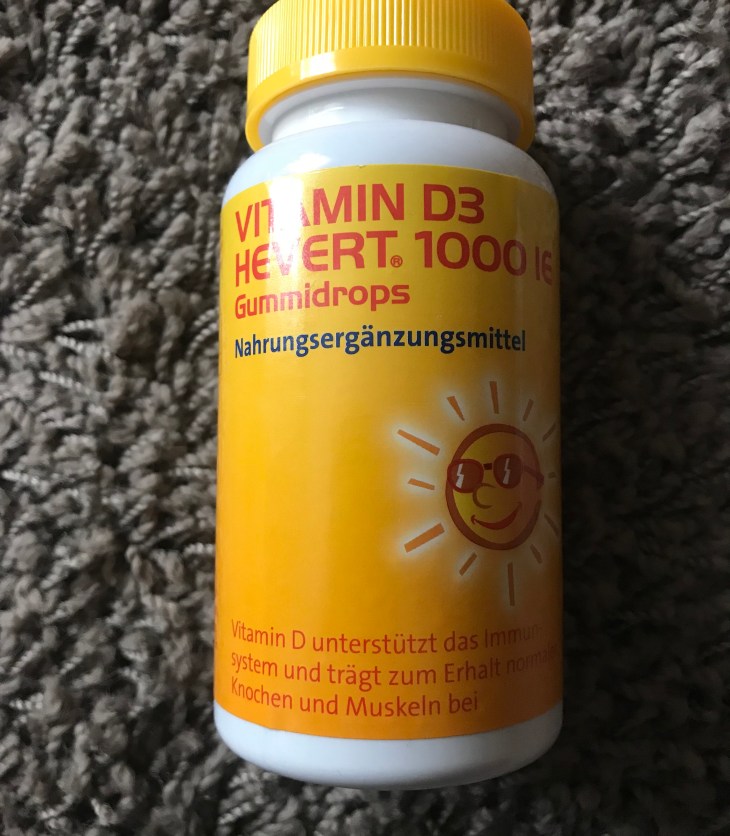 VITAMIN D3
HEVERT® 1000 IE
Gummidrops
Nahrungsergänzungsmittel
Vitamin D unterstützt das Immun-
system und trägt zum Erhalt normaler
Knochen und Muskeln bei